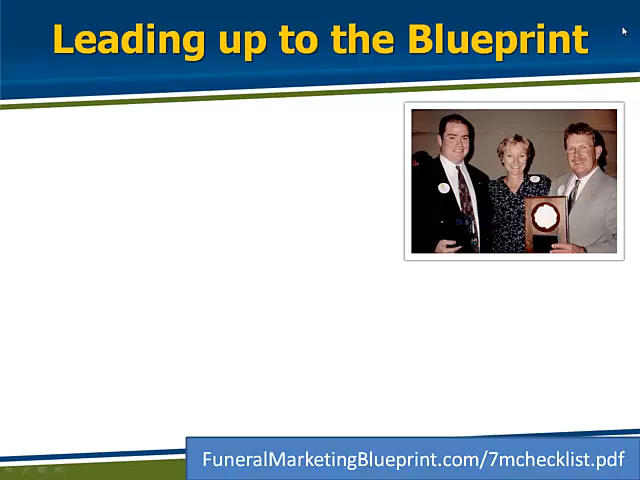 Leading up to the Blueprint
FuneralMarketingBlueprint.com/7mchecklist.pdf